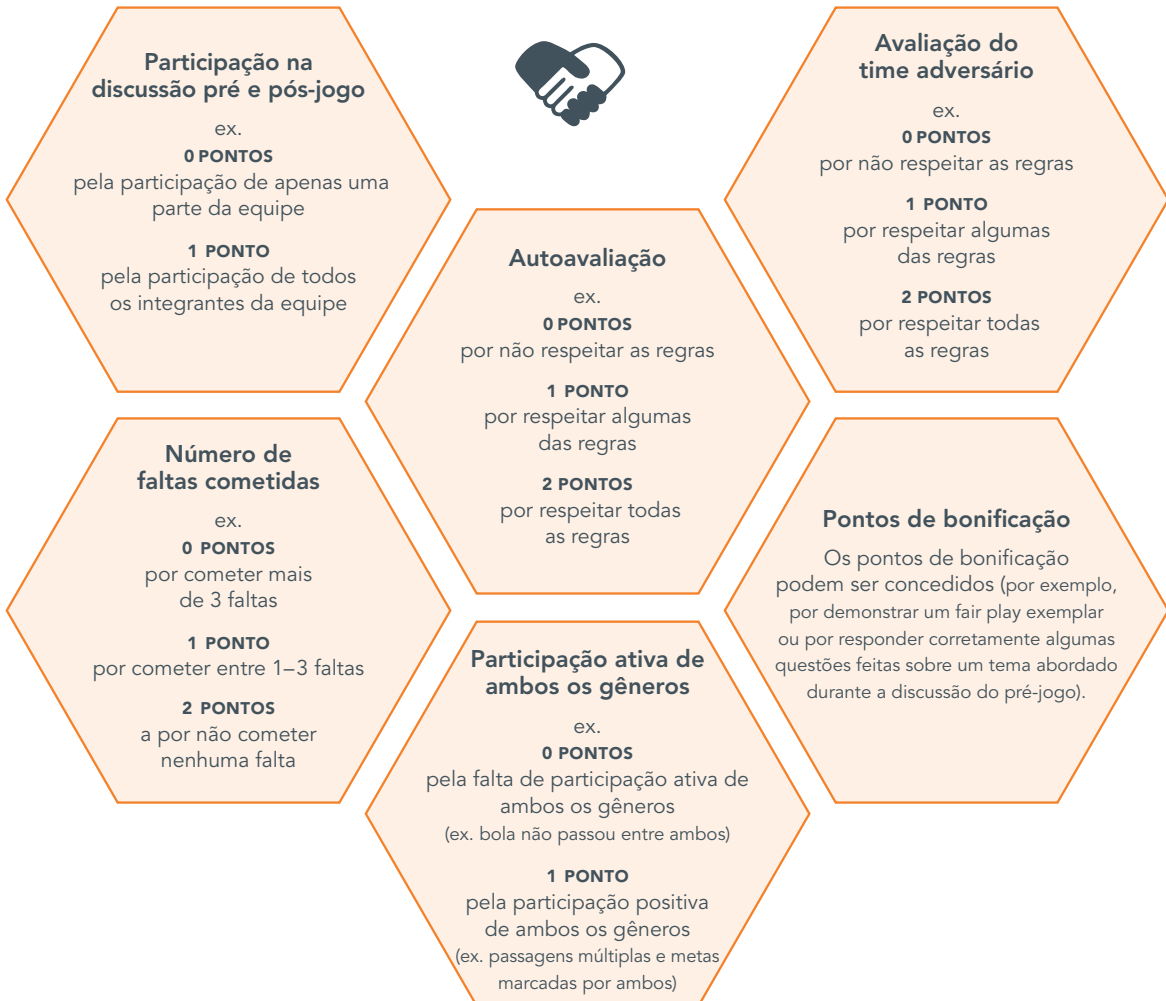 Participação na
discussão pré e pós-jogo
ex.
0 PONTOS
pela participação de apenas uma
parte da equipe
1 PONTO
pela participação de todos
os integrantes da equipe
Avaliação do
time adversário
ex.
0 PONTOS
por não respeitar as regras
1 PONTO
por respeitar algumas
das regras
2 PONTOS
por respeitar todas
as regras
Autoavaliação
ex.
0 PONTOS
por não respeitar as regras
1 PONTO
por respeitar algumas
das regras
2 PONTOS
por respeitar todas
as regras
Número de
faltas cometidas
ex.
0 PONTOS
por cometer mais
de 3 faltas
1 PONTO
por cometer entre 1–3 faltas
2 PONTOS
a por não cometer
nenhuma falta
Pontos de bonificação
Os pontos de bonificação
podem ser concedidos (por exemplo,
por demonstrar um fair play exemplar
ou por responder corretamente algumas
questões feitas sobre um tema abordado
durante a discussão do pré-jogo).
Participação ativa de
ambos os gêneros
ex.
0 PONTOS
pela falta de participação ativa de
ambos os gêneros
(ex. bola não passou entre ambos)
1 PONTO
pela participação positiva
de ambos os gêneros
(ex. passagens múltiplas e metas
marcadas por ambos)